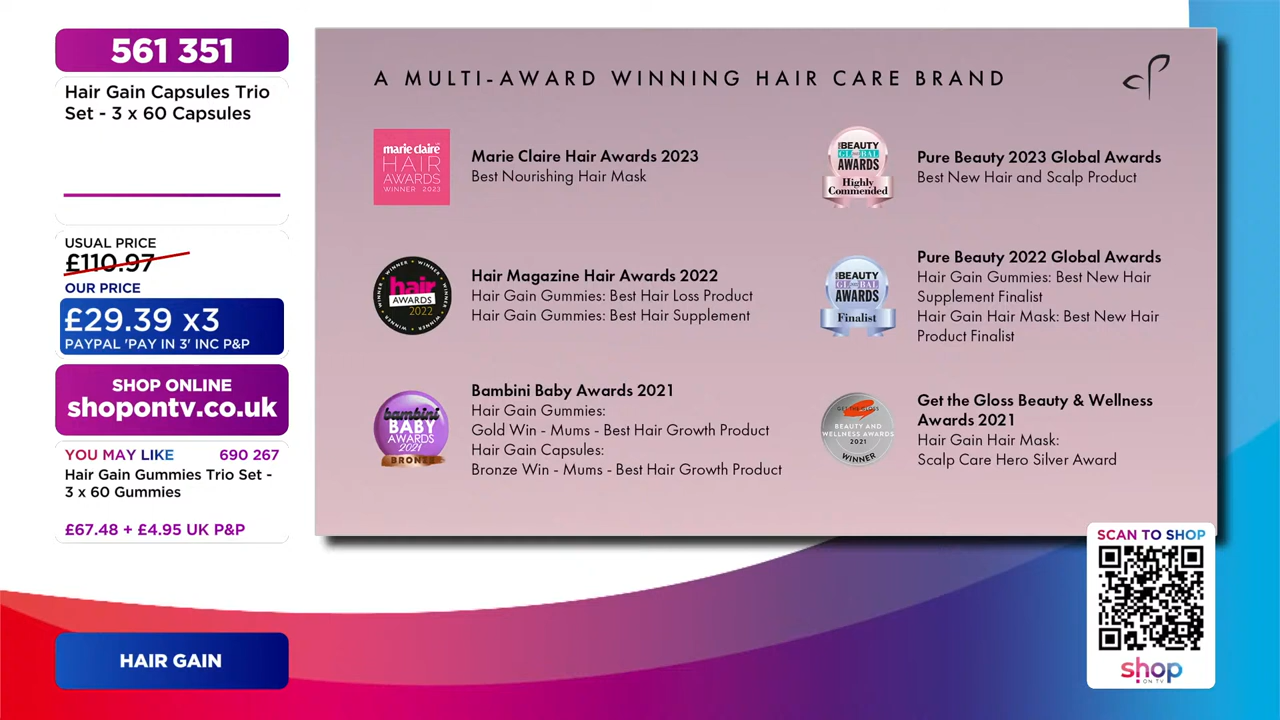 561 351
Hair Gain Capsules Trio
Set - 3 x 60 Capsules
USUAL PRICE
£110.97
OUR PRICE
£29.39 x3
PAYPAL 'PAY IN 3' INC P&P
SHOP ONLINE
shopontv.co.uk
YOU MAY LIKE 690 267
Hair Gain Gummies Trio Set -
3 x 60 Gummies
£67.48 + £4.95 UK P&P
HAIR GAIN
A MULTI-AWARD WINNING HAIR CARE BRAND
marie claire
HAIR
AWARDS
WINNER 2023
Marie Claire Hair Awards 2023
Best Nourishing Hair Mask
BEAUTY
GLOBAL
AWARDS
Highly
Commended
Pure Beauty 2023 Global Awards
Best New Hair and Scalp Product
WINNER
hair
AWARDS
2022
Hair Magazine Hair Awards 2022
Hair Gain Gummies: Best Hair Loss Product
Hair Gain Gummies: Best Hair Supplement
BEAUTY
GLOBAL
AWARDS
Finalist
Pure Beauty 2022 Global Awards
Hair Gain Gummies: Best New Hair
Supplement Finalist
Hair Gain Hair Mask: Best New Hair
Product Finalist
bambini
BABY
AWARDS
2021
BRONZE
Bambini Baby Awards 2021
Hair Gain Gummies:
Gold Win - Mums - Best Hair Growth Product
Hair Gain Capsules:
Bronze Win - Mums - Best Hair Growth Product
GET THE GLOSS
BEAUTY AND
WELLNESS AWARDS
2021
WINNER
Get the Gloss Beauty & Wellness
Awards 2021
Hair Gain Hair Mask:
Scalp Care Hero Silver Award
SCAN TO SHOP
shop
ON TV